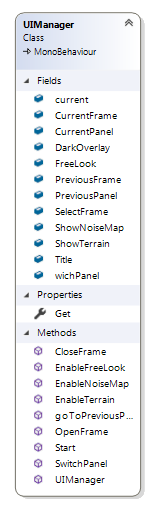 UIManager
Class
MonoBehaviour
Fields
current
CurrentFrame
CurrentPanel
DarkOverlay
FreeLook
PreviousFrame
PreviousPanel
SelectFrame
ShowNoiseMap
ShowTerrain
Title
wichPanel
Properties
Get
Methods
CloseFrame
EnableFreeLook
EnableNoiseMap
EnableTerrain
goToPreviousP...
OpenFrame
Start
SwitchPanel
UIManager